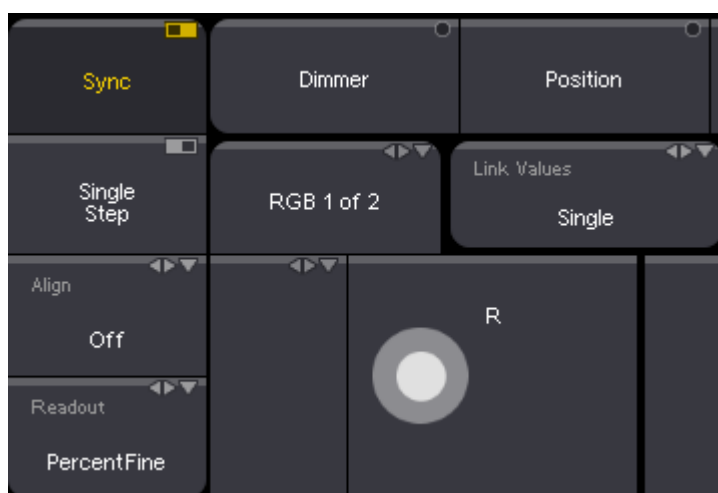 Sync
Dimmer
Position
Single
Step
RGB 1 of 2
Link Values
Single
Align
Off
R
Readout
PercentFine